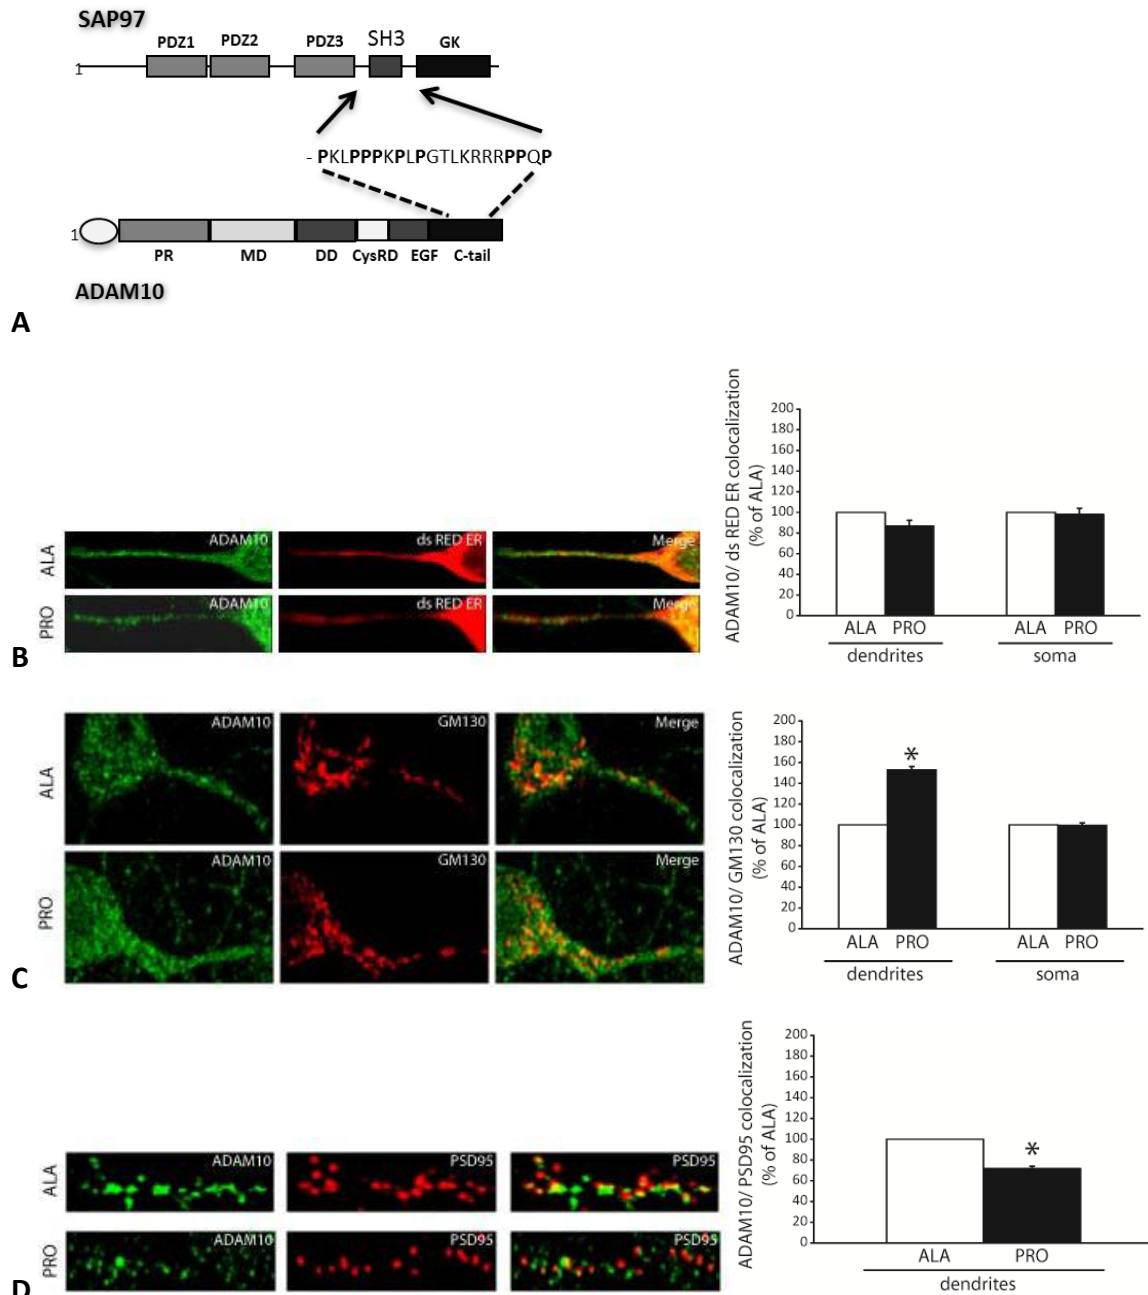 SAP97
PDZ1 PDZ2 PDZ3 SH3 GK
1
- PKLPPPKPLPGTLKRRRPPQP
1
PR MD DD CysRD EGF C-tail
ADAM10
A
ALA ADAM10 ds RED ER Merge
PRO ADAM10 ds RED ER Merge
B
ADAM10/ ds RED ER colocalization
(% of ALA)
200
180
160
140
120
100
80
60
40
20
0
ALA PRO ALA PRO
dendrites soma
ALA ADAM10 GM130 Merge
PRO ADAM10 GM130 Merge
C
ADAM10/ GM130 colocalization
(% of ALA)
200
180
160
140
120
100
80
60
40
20
0
*
ALA PRO ALA PRO
dendrites soma
ALA ADAM10 PSD95 PSD95
PRO ADAM10 PSD95 PSD95
D
ADAM10/ PSD95 colocalization
(% of ALA)
200
180
160
140
120
100
80
60
40
20
0
*
ALA PRO
dendrites